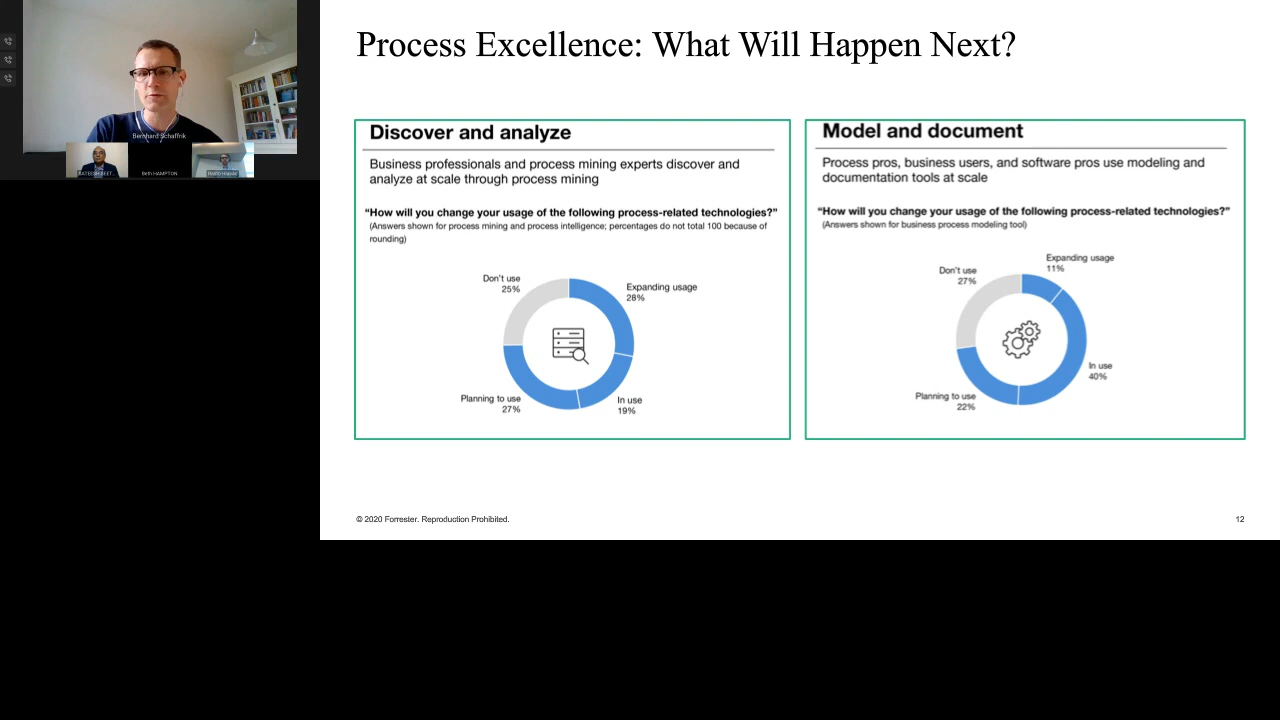 Process Excellence: What Will Happen Next?
Bernhard Schaffrik
Beth HAMPTON
Discover and analyze
Business professionals and process mining experts discover and
analyze at scale through process mining
“How will you change your usage of the following process-related technologies?”
(Answers shown for process mining and process intelligence; percentages do not total 100 because of
rounding)
Don't use
25%
Expanding usage
28%
Planning to use
27%
In use
19%
Model and document
Process pros, business users, and software pros use modeling and
documentation tools at scale
“How will you change your usage of the following process-related technologies?”
(Answers shown for business process modeling tool)
Expanding usage
11%
Don't use
27%
In use
40%
Planning to use
22%
© 2020 Forrester. Reproduction Prohibited.
12